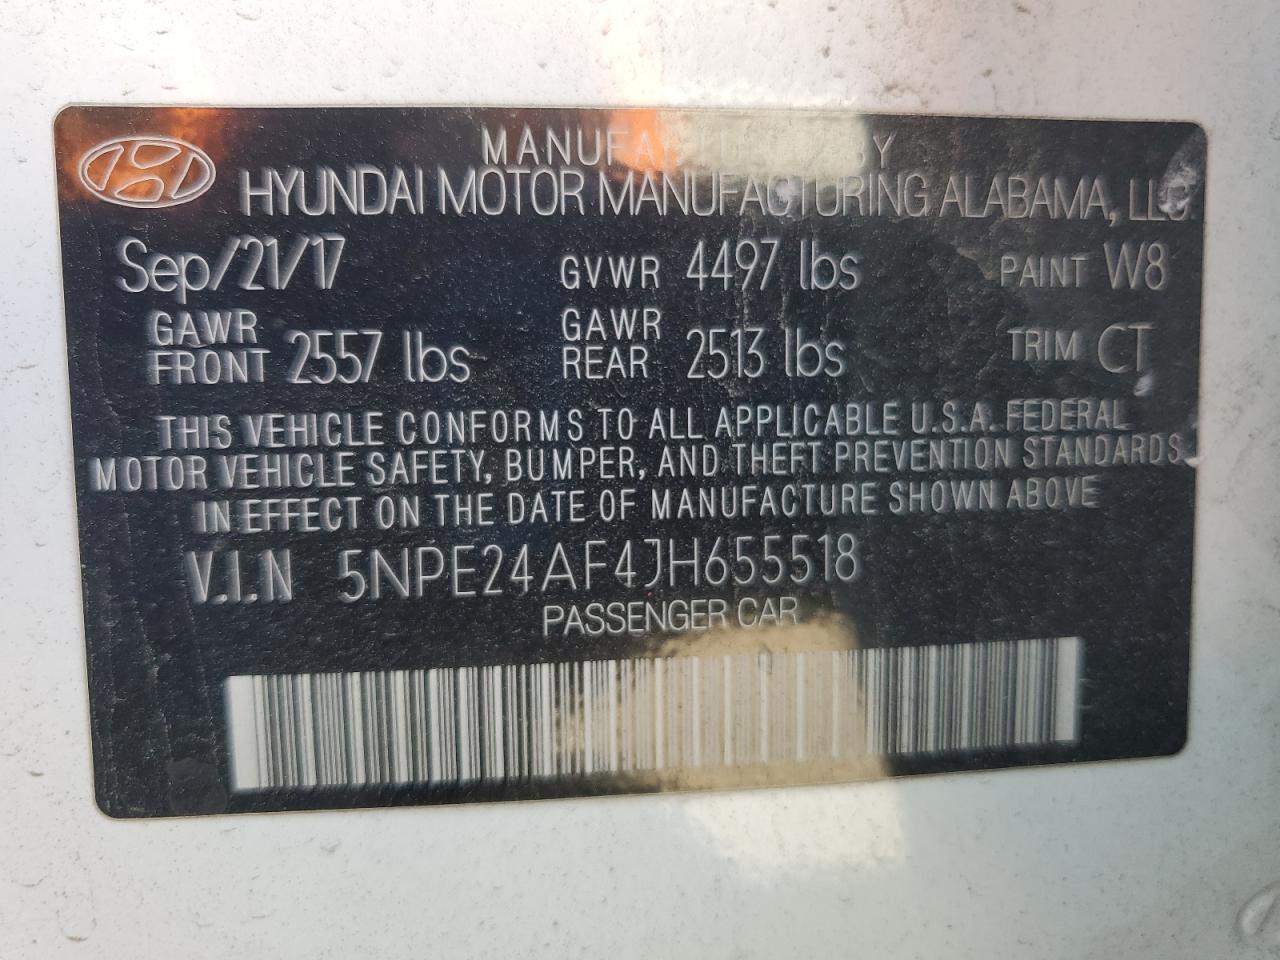 MANUFACTURED BY
HYUNDAI MOTOR MANUFACTURING ALABAMA, LLC
Sep/21/17 GVWR 4497 lbs PAINT W8
GAWR FRONT 2557 lbs GAWR REAR 2513 lbs TRIM CT
THIS VEHICLE CONFORMS TO ALL APPLICABLE U.S.A. FEDERAL
MOTOR VEHICLE SAFETY, BUMPER, AND THEFT PREVENTION STANDARDS
IN EFFECT ON THE DATE OF MANUFACTURE SHOWN ABOVE
V.I.N 5NPE24AF4JH655518
PASSENGER CAR